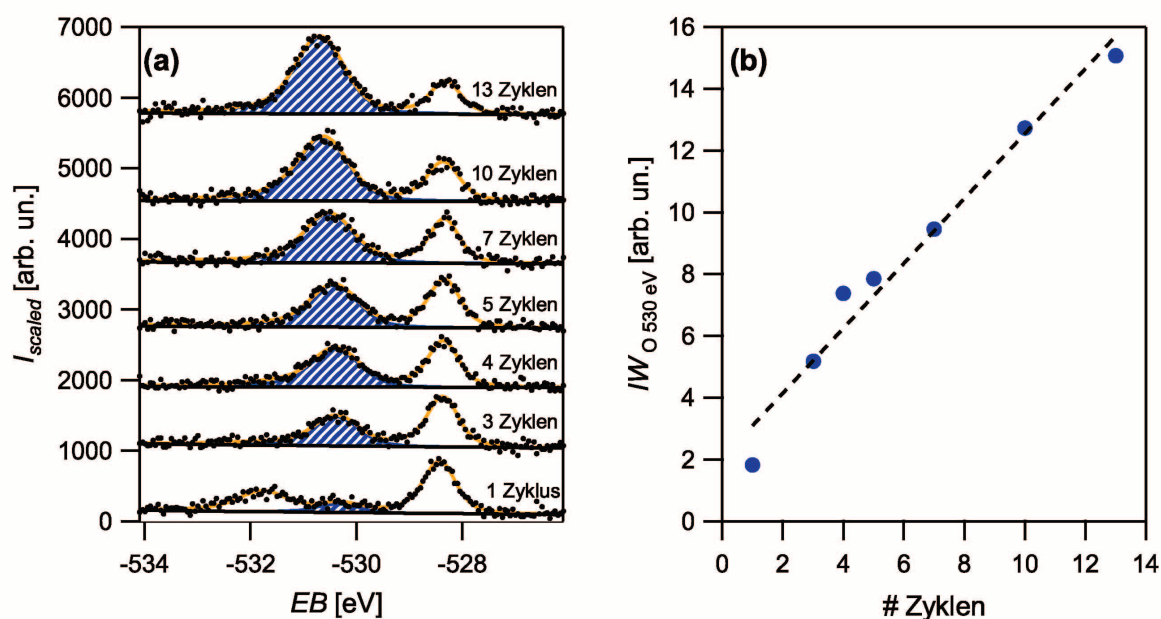 (a)
7000
6000
5000
4000
3000
2000
1000
0
I scaled [arb. un.]
13 Zyklen
10 Zyklen
7 Zyklen
5 Zyklen
4 Zyklen
3 Zyklen
1 Zyklus
-534 -532 -530 -528
EB [eV]
(b)
16
14
12
10
8
6
4
2
0
IW O 530 eV [arb. un.]
0 2 4 6 8 10 12 14
# Zyklen